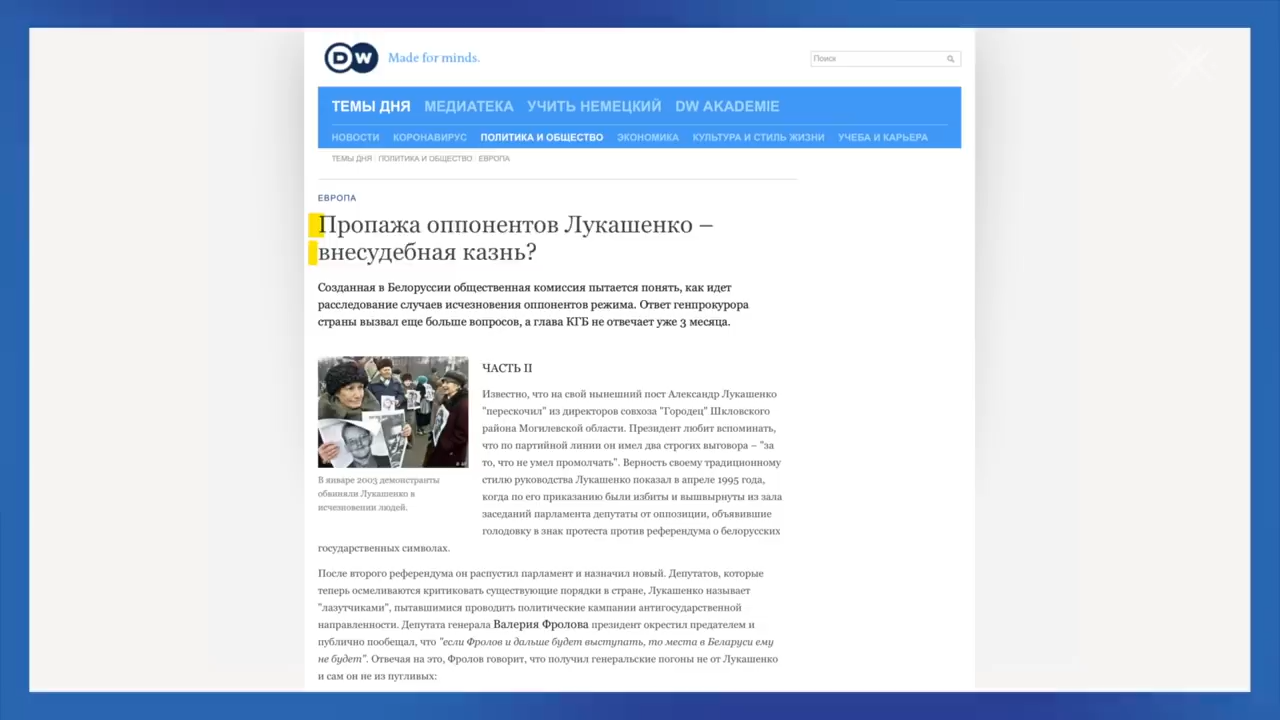 DW Made for minds.
Поиск
ТЕМЫ ДНЯ МЕДИАТЕКА УЧИТЬ НЕМЕЦКИЙ DW AKADEMIE
НОВОСТИ КОРОНАВИРУС ПОЛИТИКА И ОБЩЕСТВО ЭКОНОМИКА КУЛЬТУРА И СТИЛЬ ЖИЗНИ УЧЕБА И КАРЬЕРА
ТЕМЫ ДНЯ / ПОЛИТИКА И ОБЩЕСТВО / ЕВРОПА
ЕВРОПА
Пропажа оппонентов Лукашенко –
внесудебная казнь?
Созданная в Белоруссии общественная комиссия пытается понять, как идет
расследование случаев исчезновения оппонентов режима. Ответ генпрокурора
страны вызвал еще больше вопросов, а глава КГБ не отвечает уже 3 месяца.
В январе 2003 демонстранты
обвиняли Лукашенко в
исчезновении людей.
ЧАСТЬ II
Известно, что на свой нынешний пост Александр Лукашенко
"перескочил" из директоров совхоза "Городец" Шкловского
района Могилевской области. Президент любит вспоминать,
что по партийной линии он имел два строгих выговора – "за
то, что не умел промолчать". Верность своему традиционному
стилю руководства Лукашенко показал в апреле 1995 года,
когда по его приказанию были избиты и вышвырнуты из зала
заседаний парламента депутаты от оппозиции, объявившие
голодовку в знак протеста против референдума о белорусских
государственных символах.
После второго референдума он распустил парламент и назначил новый. Депутатов, которые
теперь осмеливаются критиковать существующие порядки в стране, Лукашенко называет
"лазутчиками", пытавшимися проводить политические кампании антигосударственной
направленности. Депутата генерала Валерия Фролова президент окрестил предателем и
публично пообещал, что "если Фролов и дальше будет выступать, то места в Беларуси ему
не будет". Отвечая на это, Фролов говорит, что получил генеральские погоны не от Лукашенко
и сам он не из пугливых: